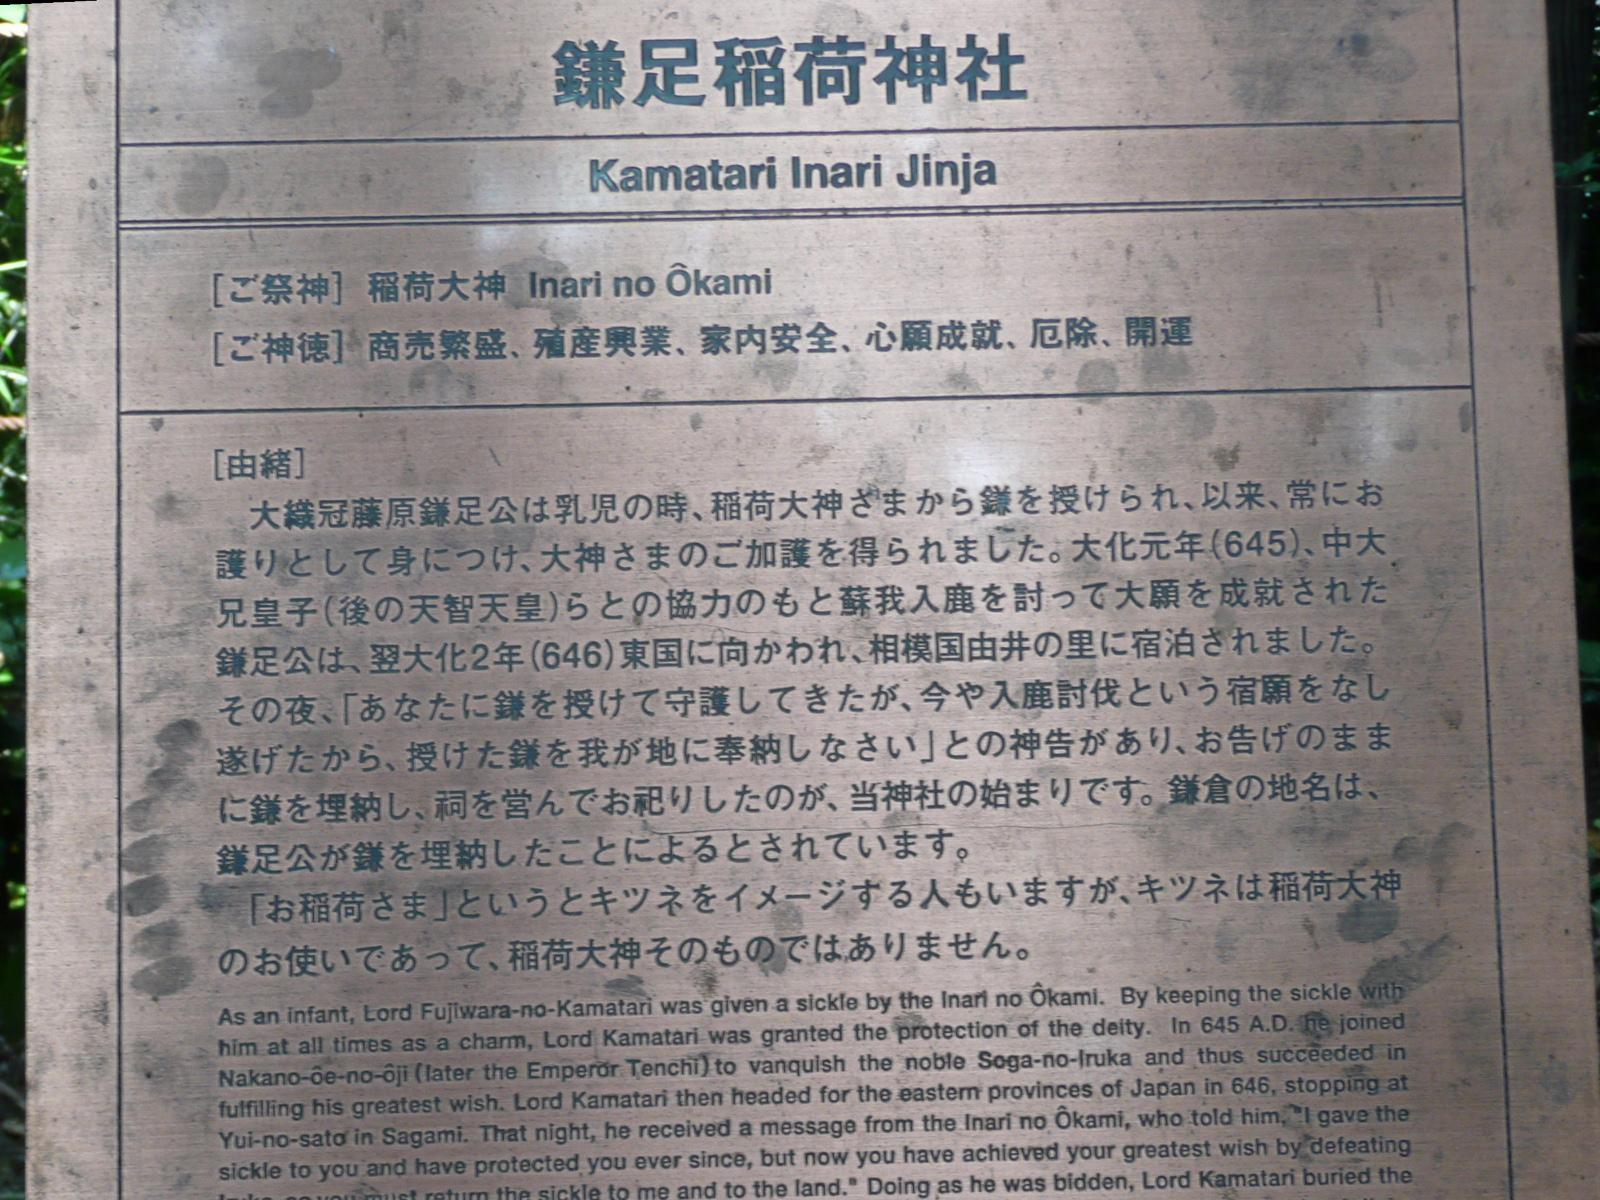 鎌足稲荷神社
Kamatari Inari Jinja
［ご祭神］ 稲荷大神 Inari no Ôkami
［ご神徳］ 商売繁盛、殖産興業、家内安全、心願成就、厄除、開運
［由緒］
大織冠藤原鎌足公は乳児の時、稲荷大神さまから鎌を授けられ、以来、常にお
護りとして身につけ、大神さまのご加護を得られました。大化元年(645)、中大
兄皇子(後の天智天皇)らとの協力のもと蘇我入鹿を討って大願を成就された
鎌足公は、翌大化2年(646)東国に向かわれ、相模国由井の里に宿泊されました。
その夜、「あなたに鎌を授けて守護してきたが、今や入鹿討伐という宿願をなし
遂げたから、授けた鎌を我が地に奉納しなさい」との神告があり、お告げのまま
に鎌を埋納し、祠を営んでお祀りしたのが、当神社の始まりです。鎌倉の地名は、
鎌足公が鎌を埋納したことによるとされています。
「お稲荷さま」というとキツネをイメージする人もいますが、キツネは稲荷大神
のお使いであって、稲荷大神そのものではありません。
As an infant, Lord Fujiwara-no-Kamatari was given a sickle by the Inari no Ôkami. By keeping the sickle with
him at all times as a charm, Lord Kamatari was granted the protection of the deity. In 645 A.D. he joined
Nakano-ôe-no-ôji (later the Emperor Tenchi) to vanquish the noble Soga-no-Iruka and thus succeeded in
fulfilling his greatest wish. Lord Kamatari then headed for the eastern provinces of Japan in 646, stopping at
Yui-no-sato in Sagami. That night, he received a message from the Inari no Ôkami, who told him, "I gave the
sickle to you and have protected you ever since, but now you have achieved your greatest wish by defeating
Iruka, so you must return the sickle to me and to the land." Doing as he was bidden, Lord Kamatari buried the